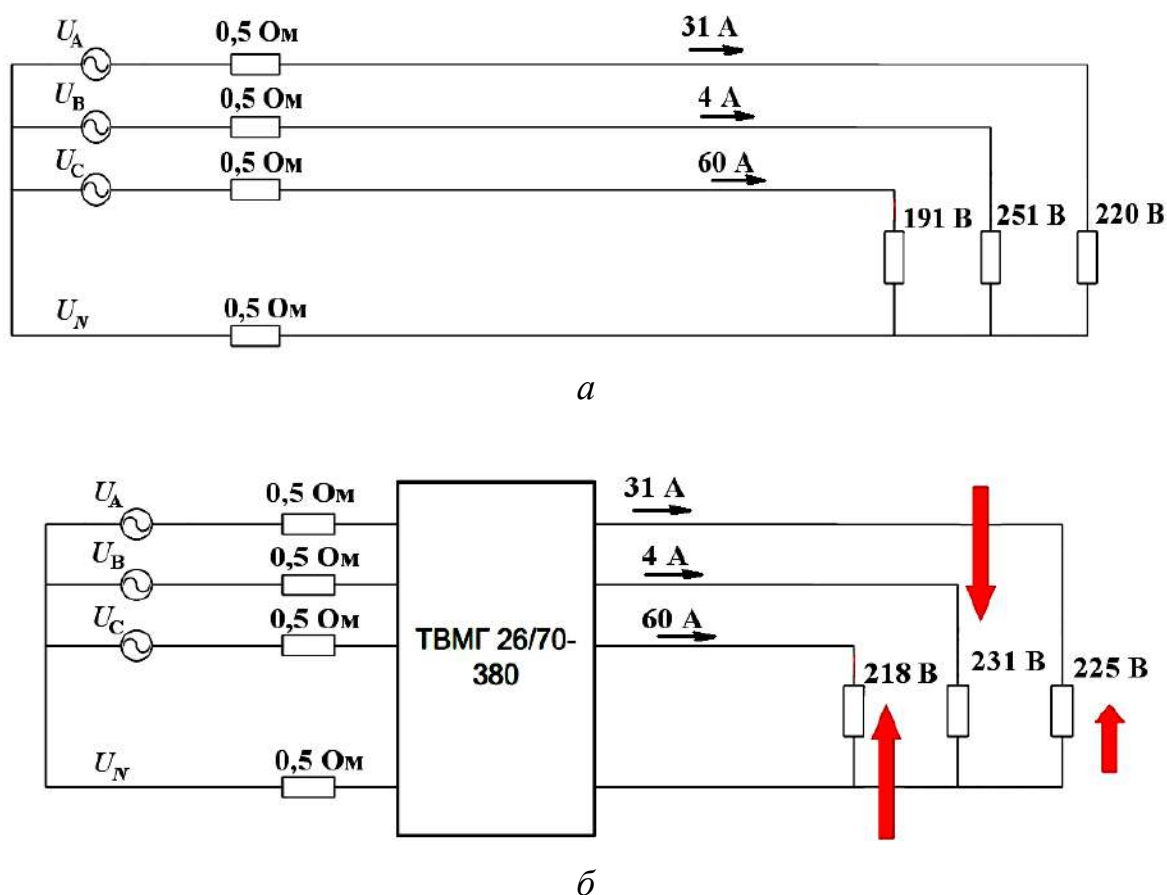 U_A
0,5 Ом
31 А
U_B
0,5 Ом
4 А
U_C
0,5 Ом
60 А
191 В
251 В
220 В
U_N
0,5 Ом
а
U_A
0,5 Ом
31 А
U_B
0,5 Ом
4 А
U_C
0,5 Ом
60 А
ТВМГ 26/70-
380
218 В
231 В
225 В
U_N
0,5 Ом
б